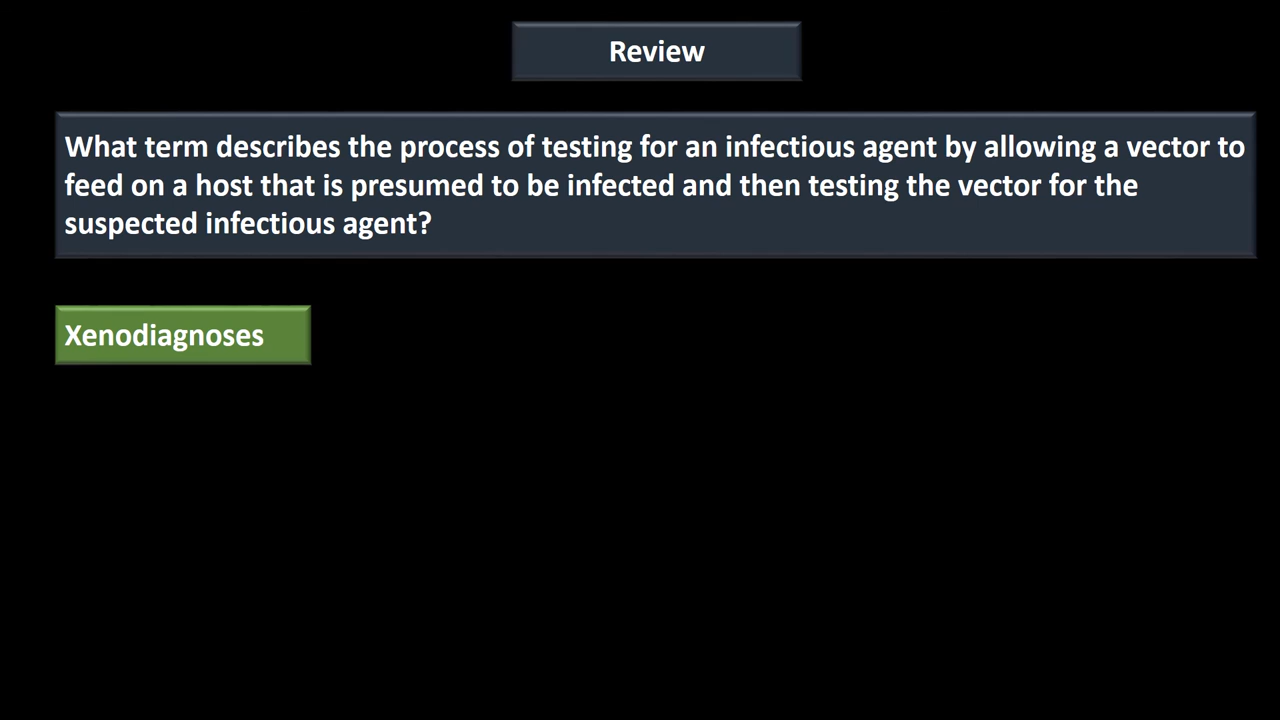 Review
What term describes the process of testing for an infectious agent by allowing a vector to
feed on a host that is presumed to be infected and then testing the vector for the
suspected infectious agent?
Xenodiagnoses